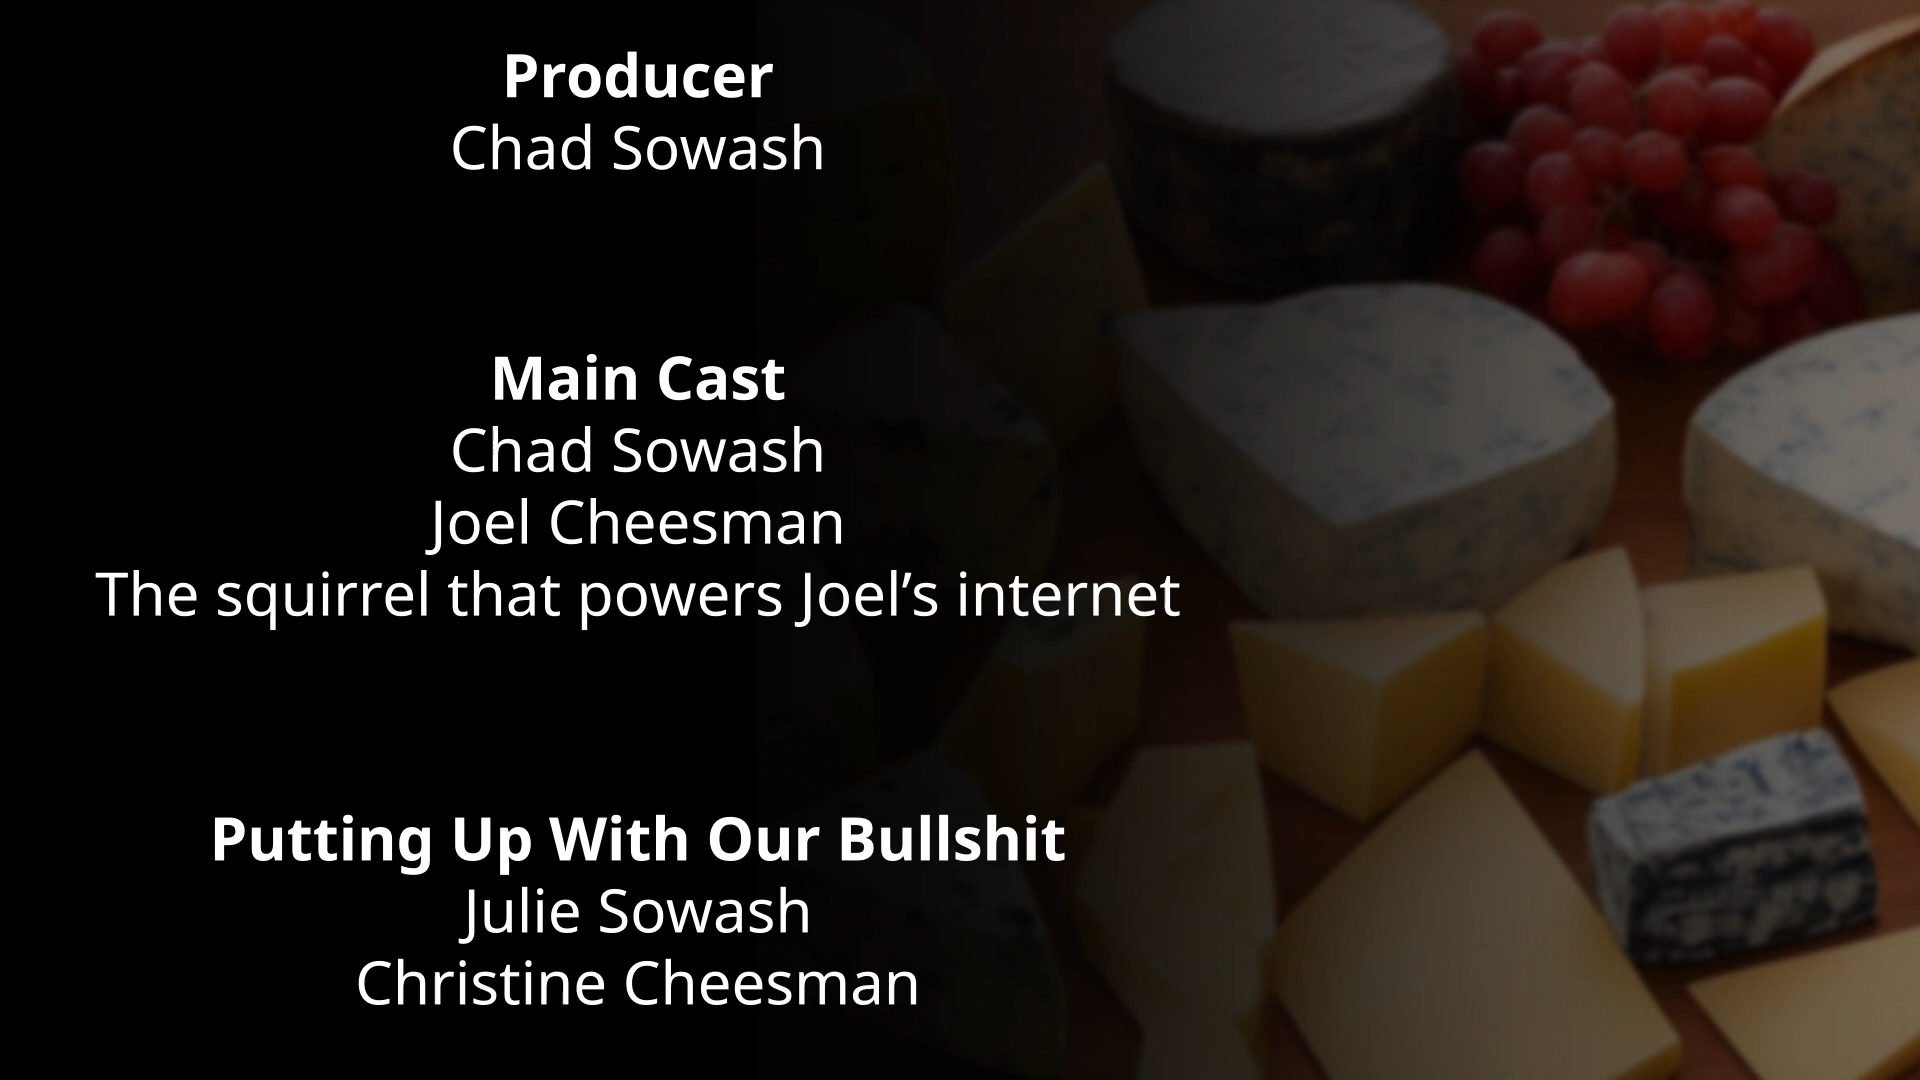 Producer
Chad Sowash
Main Cast
Chad Sowash
Joel Cheesman
The squirrel that powers Joel’s internet
Putting Up With Our Bullshit
Julie Sowash
Christine Cheesman